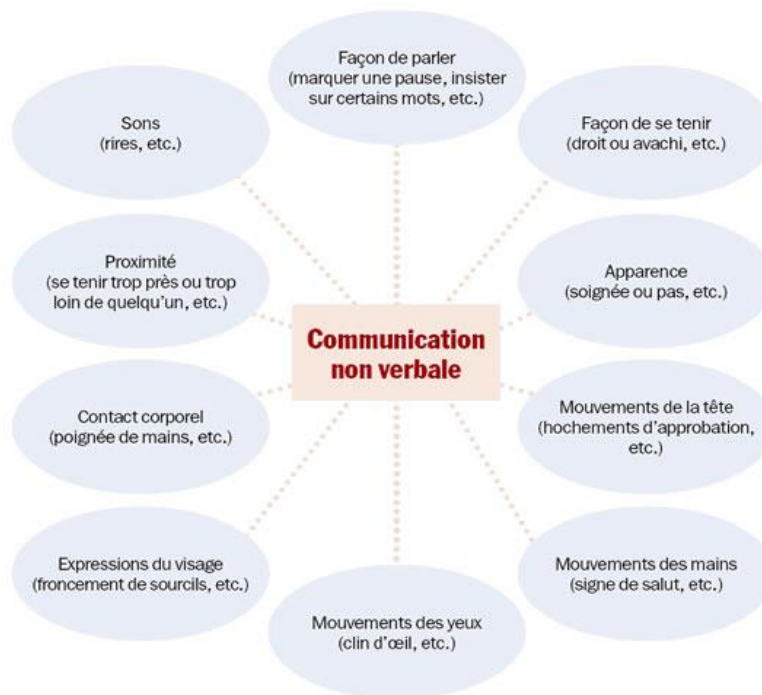 Façon de parler
(marquer une pause, insister
sur certains mots, etc.)
Sons
(rires, etc.)
Façon de se tenir
(droit ou avachi, etc.)
Proximité
(se tenir trop près ou trop
loin de quelqu'un, etc.)
Apparence
(soignée ou pas, etc.)
Communication
non verbale
Contact corporel
(poignée de mains, etc.)
Mouvements de la tête
(hochements d'approbation,
etc.)
Expressions du visage
(froncement de sourcils, etc.)
Mouvements des mains
(signe de salut, etc.)
Mouvements des yeux
(clin d'œil, etc.)